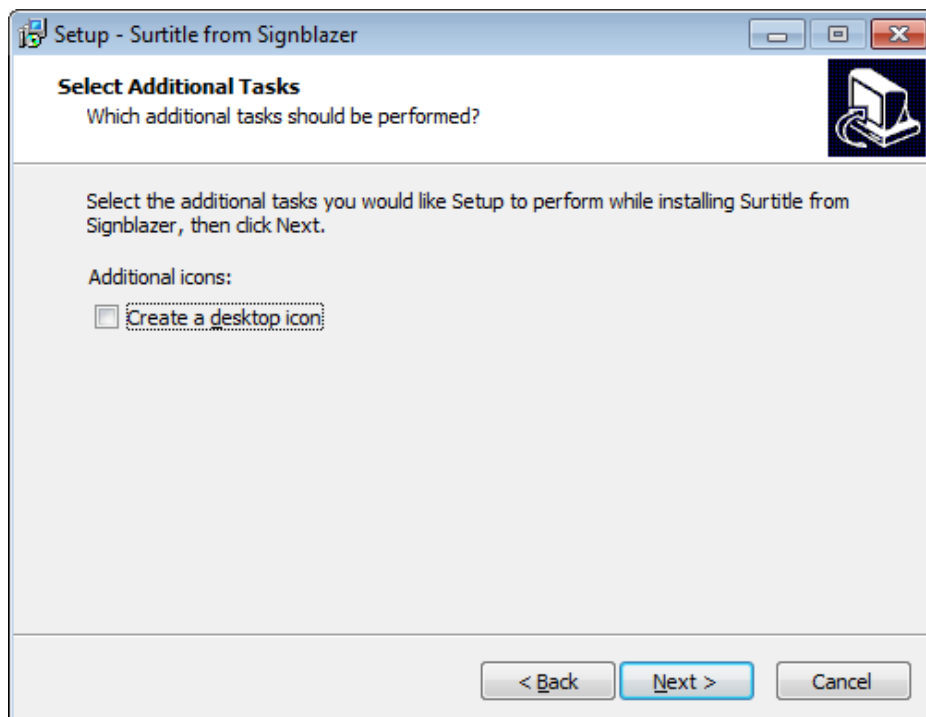 Setup - Surtitle from Signblazer
Select Additional Tasks
Which additional tasks should be performed?
Select the additional tasks you would like Setup to perform while installing Surtitle from
Signblazer, then click Next.
Additional icons:
Create a desktop icon
< Back
Next >
Cancel